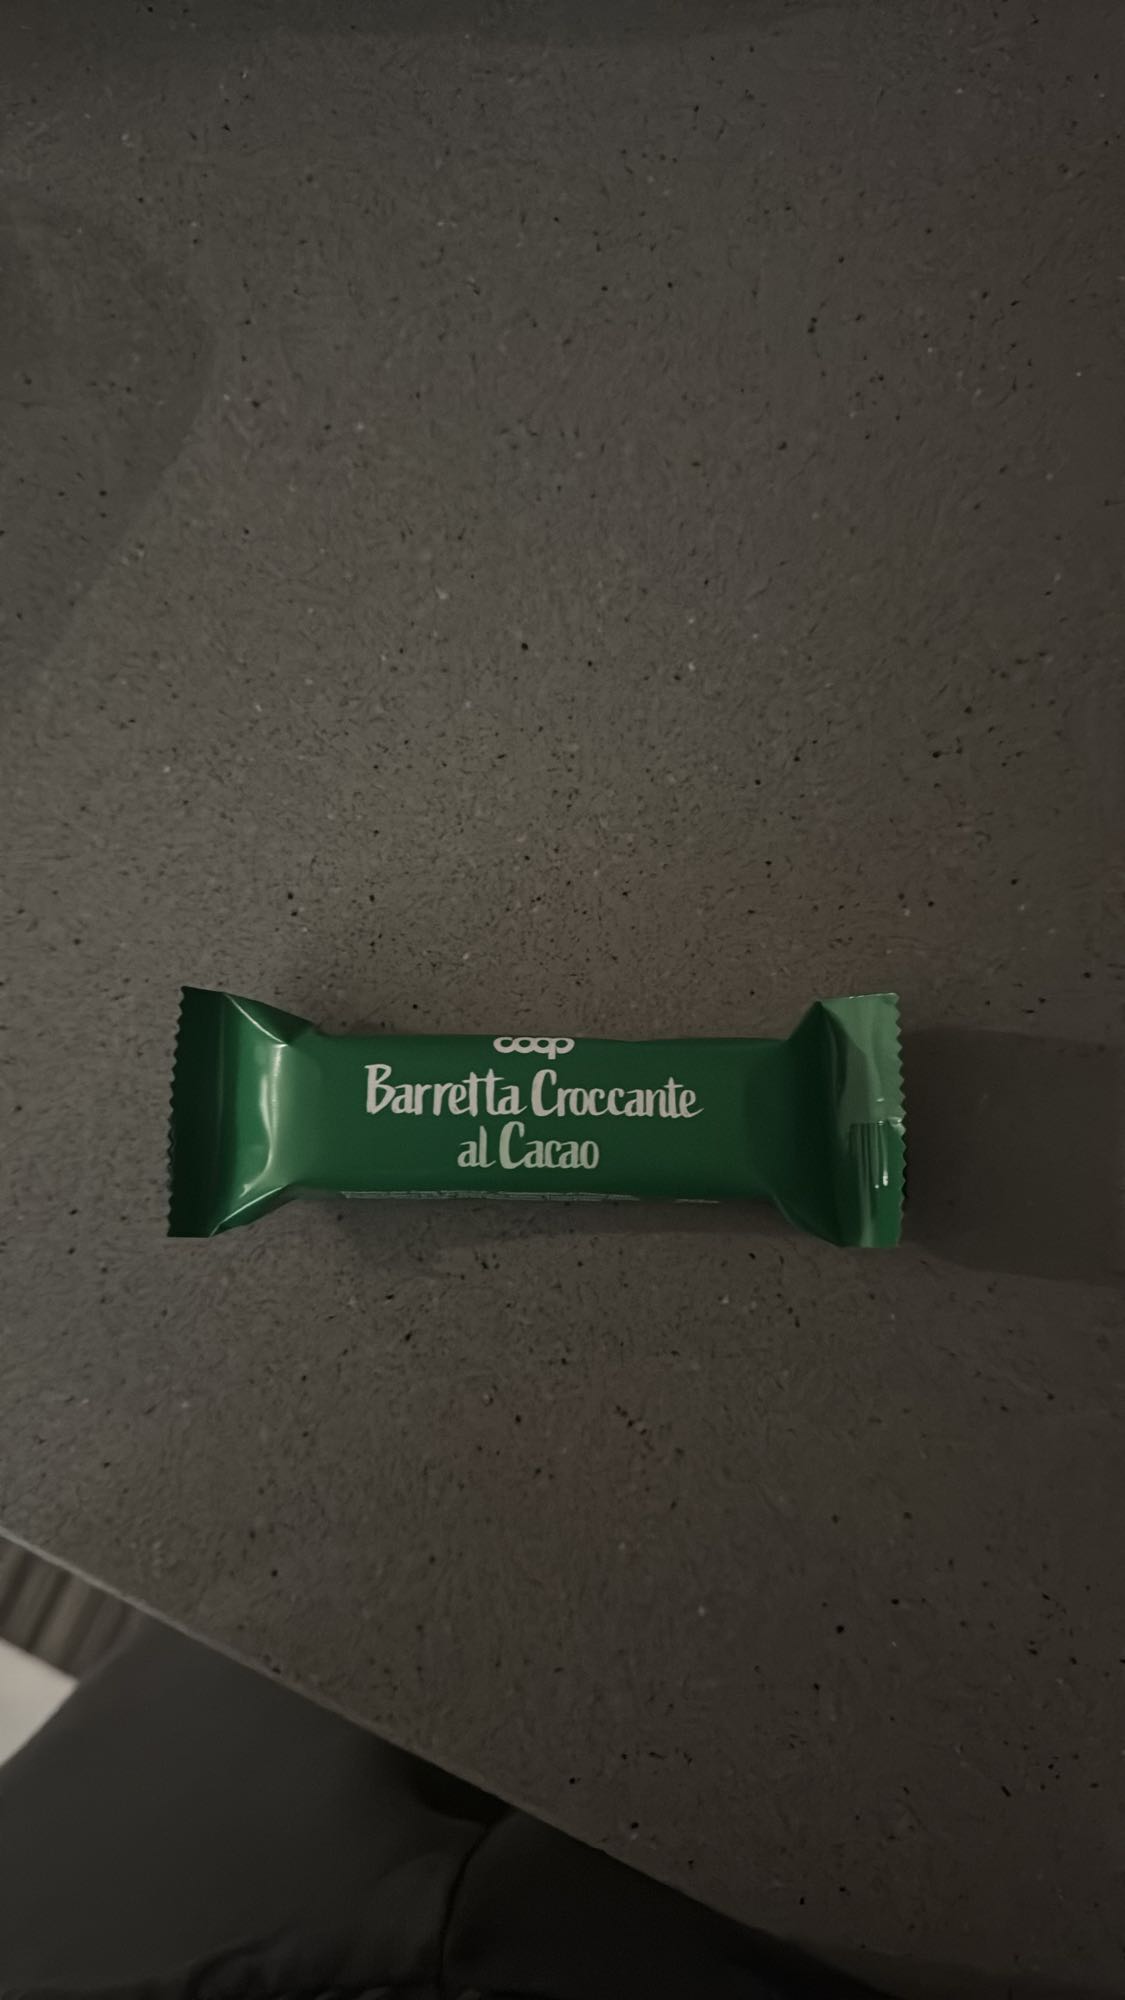 coop
Barretta Croccante
al Cacao